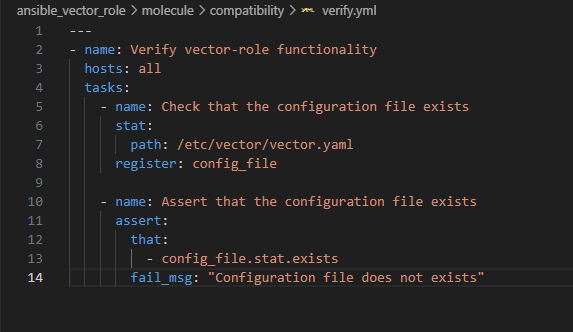 ansible_vector_role > molecule > compatibility > verify.yml
1 ---
2 - name: Verify vector-role functionality
3   hosts: all
4   tasks:
5     - name: Check that the configuration file exists
6       stat:
7         path: /etc/vector/vector.yaml
8       register: config_file
9
10     - name: Assert that the configuration file exists
11       assert:
12         that:
13           - config_file.stat.exists
14         fail_msg: "Configuration file does not exists"